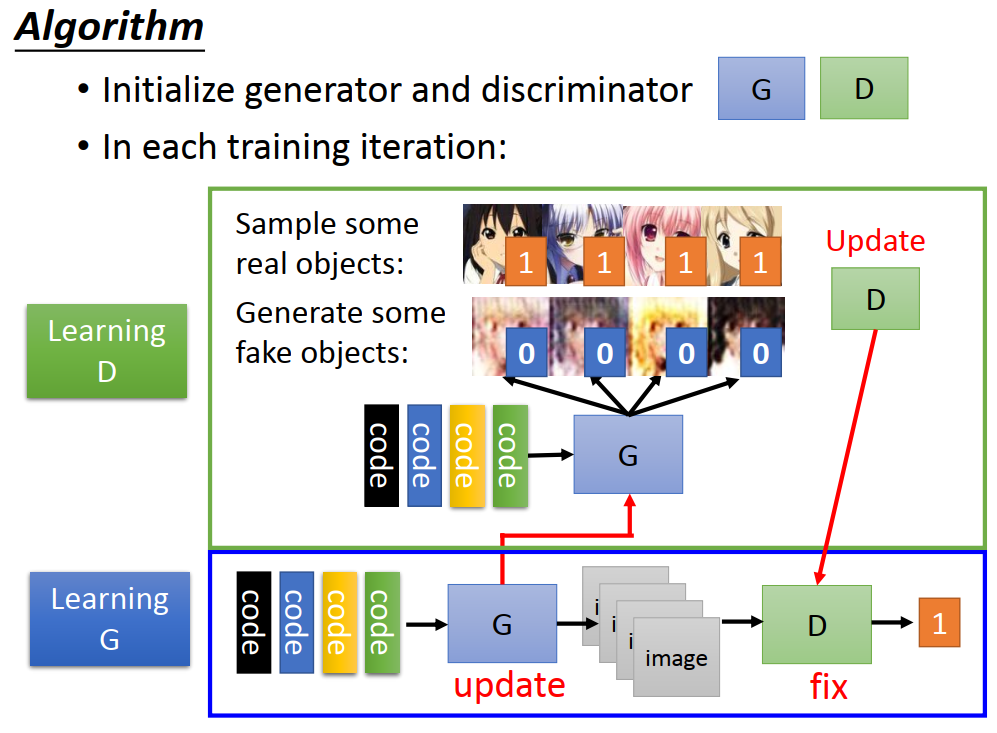 Algorithm
• Initialize generator and discriminator G D
• In each training iteration:
Learning
D
Sample some
real objects:
1 1 1 1
Generate some
fake objects:
0 0 0 0
Update
D
code code code code
G
Learning
G
code code code code
G
update
i
i
i
image
D
fix
1